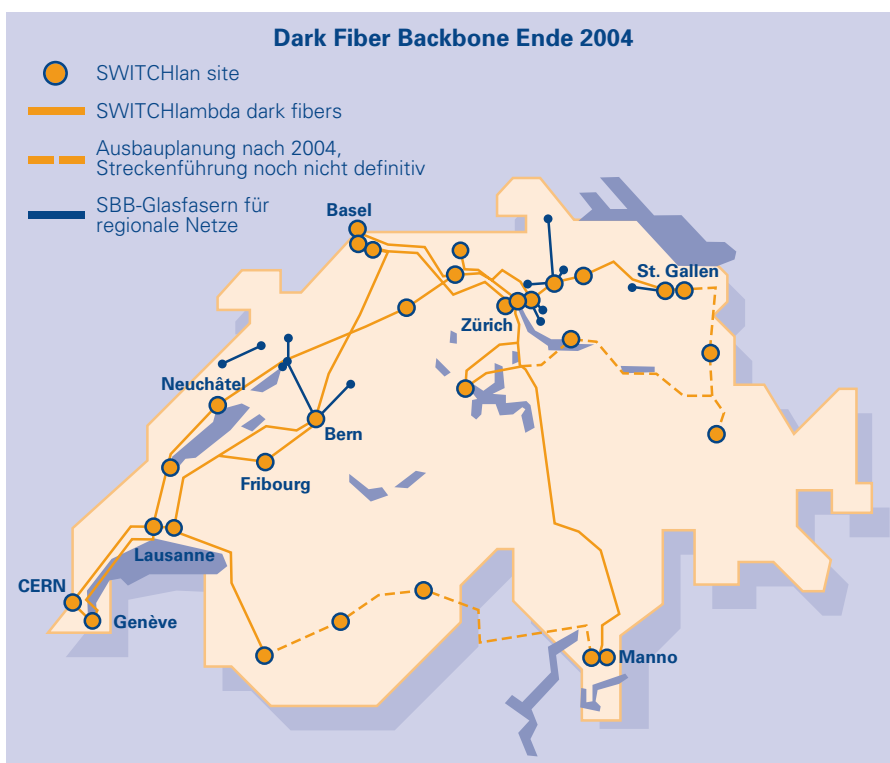 Dark Fiber Backbone Ende 2004
SWITCHlan site
SWITCHlambda dark fibers
Ausbauplanung nach 2004,
Streckenführung noch nicht definitiv
SBB-Glasfasern für
regionale Netze
Basel
St. Gallen
Zürich
Neuchâtel
Bern
Fribourg
Lausanne
CERN
Genève
Manno